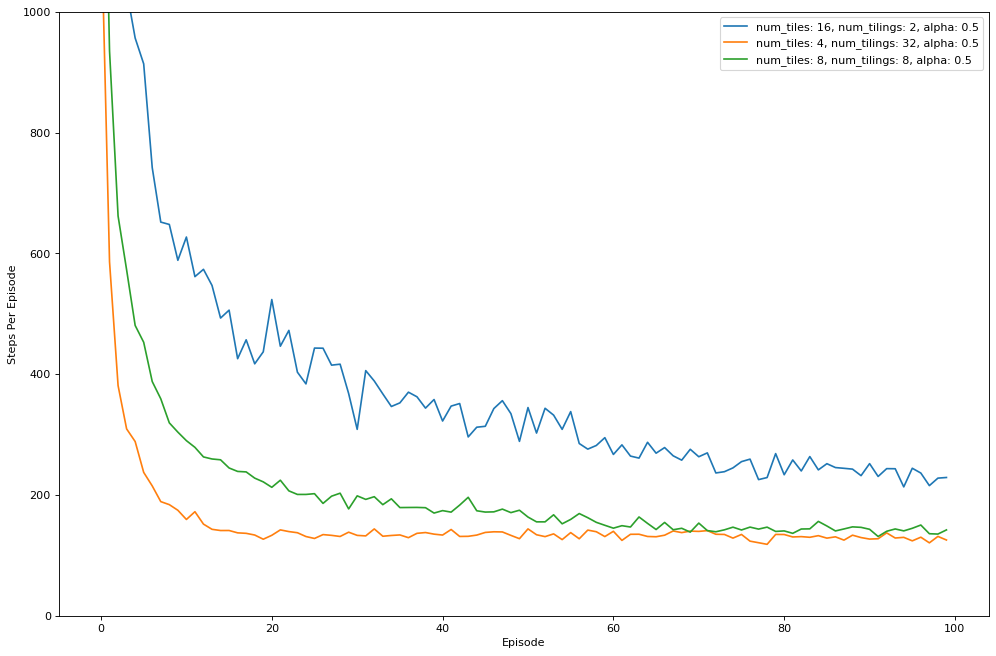 1000
800
600
400
200
0
Steps Per Episode
num_tiles: 16, num_tilings: 2, alpha: 0.5
num_tiles: 4, num_tilings: 32, alpha: 0.5
num_tiles: 8, num_tilings: 8, alpha: 0.5
0 20 40 60 80 100
Episode